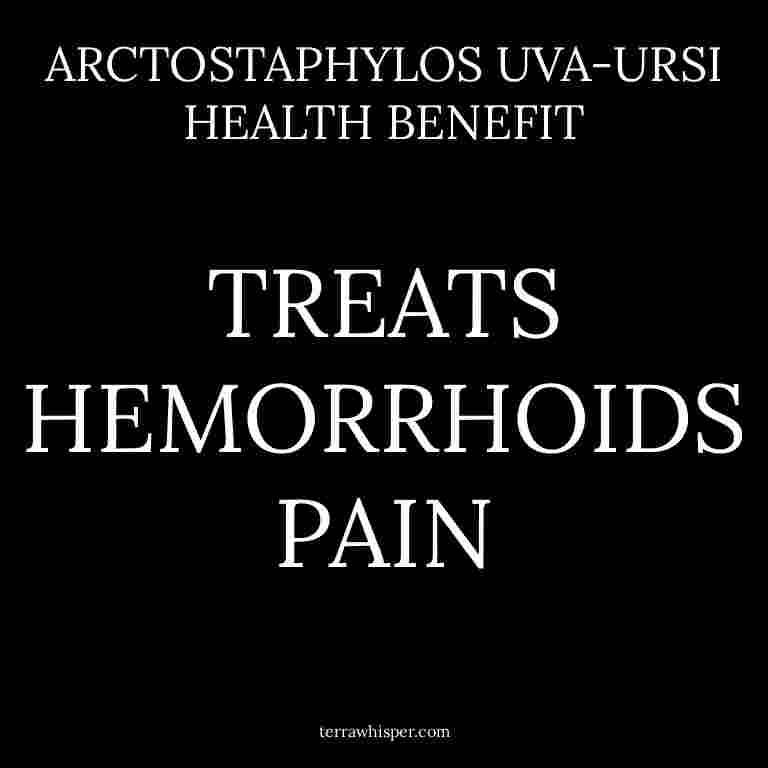 ARCTOSTAPHYLOS UVA-URSI
HEALTH BENEFIT
TREATS
HEMORRHOIDS
PAIN
terrawhisper.com